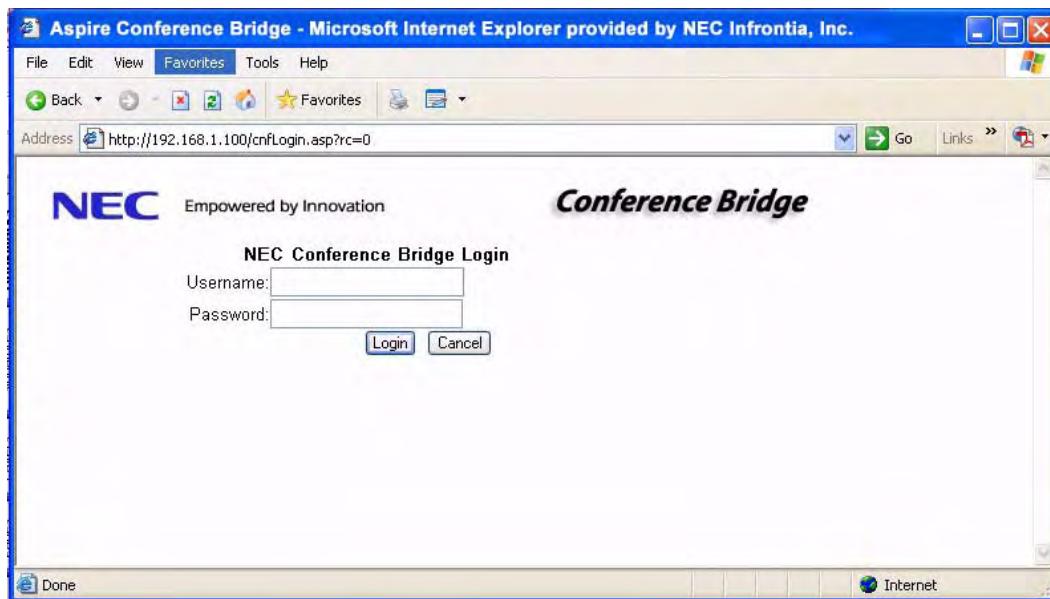 Aspire Conference Bridge - Microsoft Internet Explorer provided by NEC Infrontia, Inc.
File Edit View Favorites Tools Help
Back Favorites
Address http://192.168.1.100/cnfLogin.asp?rc=0 Go Links »
NEC Empowered by Innovation Conference Bridge
NEC Conference Bridge Login
Username:
Password:
Login Cancel
Done Internet